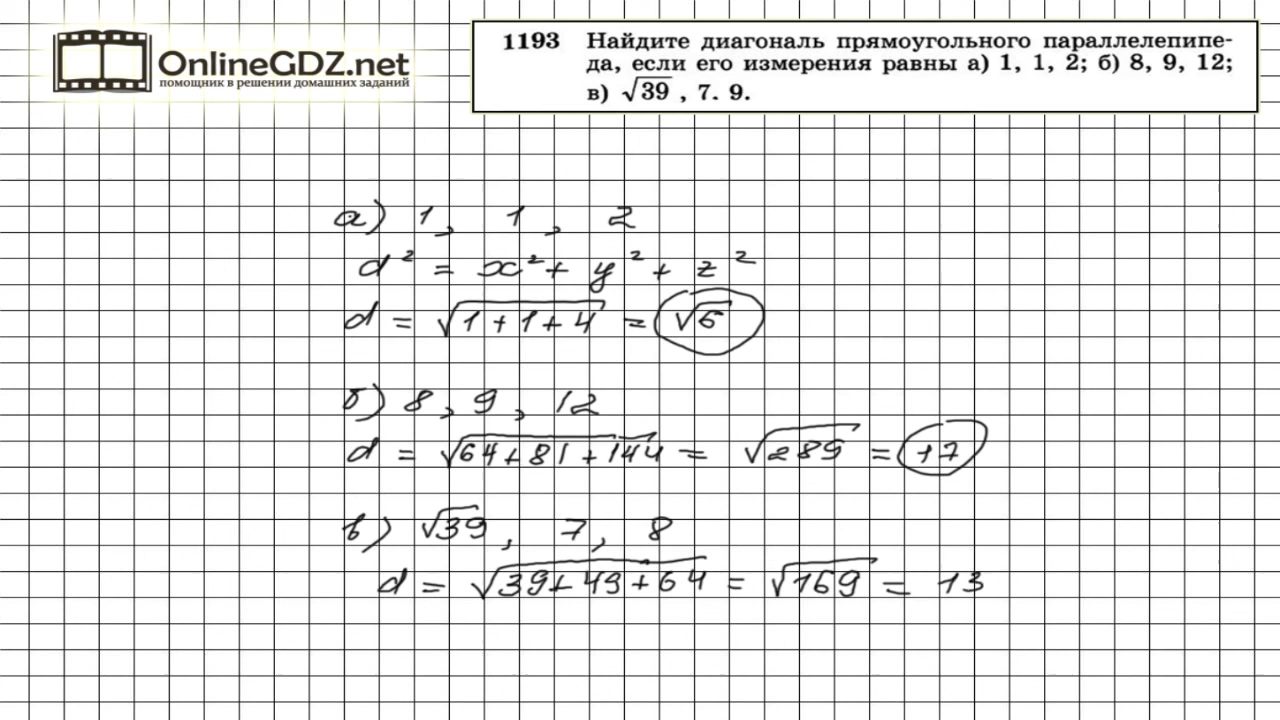 OnlineGDZ.net
помощник в решении домашних заданий
1193 Найдите диагональ прямоугольного параллелепипе-
да, если его измерения равны а) 1, 1, 2; б) 8, 9, 12;
в) √39 , 7. 9.
а) 1, 1, 2
d² = x² + y² + z²
d = √1+1+4 = √6
б) 8, 9, 12
d = √64+81+144 = √289 = 17
в) √39, 7, 8
d = √39+49+64 = √169 = 13